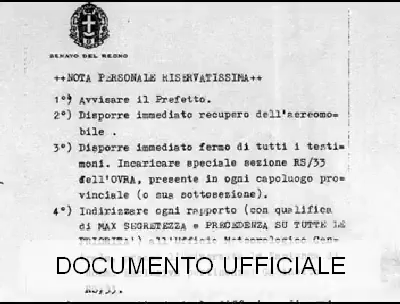 SENATO DEL REGNO
++NOTA PERSONALE RISERVATISSIMA++
1°) Avvisare il Prefetto.
2°) Disporre immediato recupero dell'aeromo-
bile .
3°) Disporre immediato fermo di tutti i testi-
moni. Incaricare speciale sezione RS/33
dell'OVRA, presente in ogni capoluogo pro-
vinciale (o sua sottosezione).
4°) Indirizzare ogni rapporto (con qualifica
di MAX SEGRETEZZA e PRECEDENZA SU TUTTE LE
PRIORITA') all'Ufficio Meteorologico Cen-
DOCUMENTO UFFICIALE
RS/33.